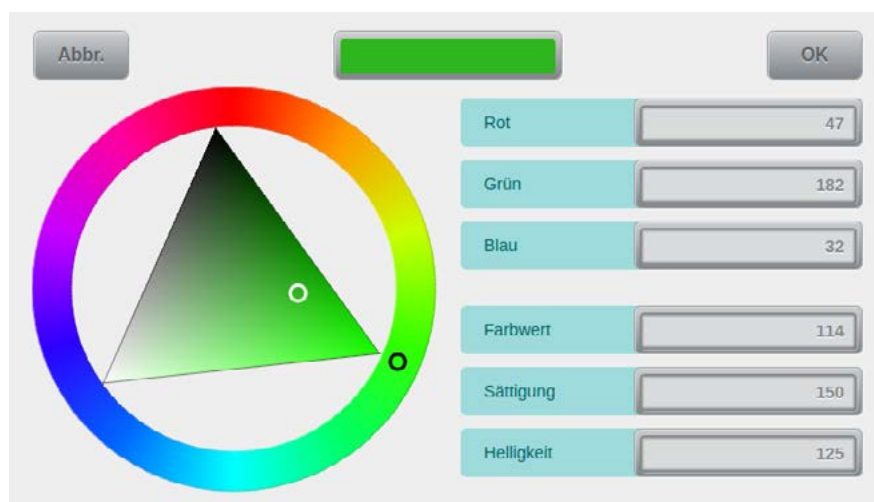 Abbr.
OK
Rot 47
Grün 182
Blau 32
Farbwert 114
Sättigung 150
Helligkeit 125